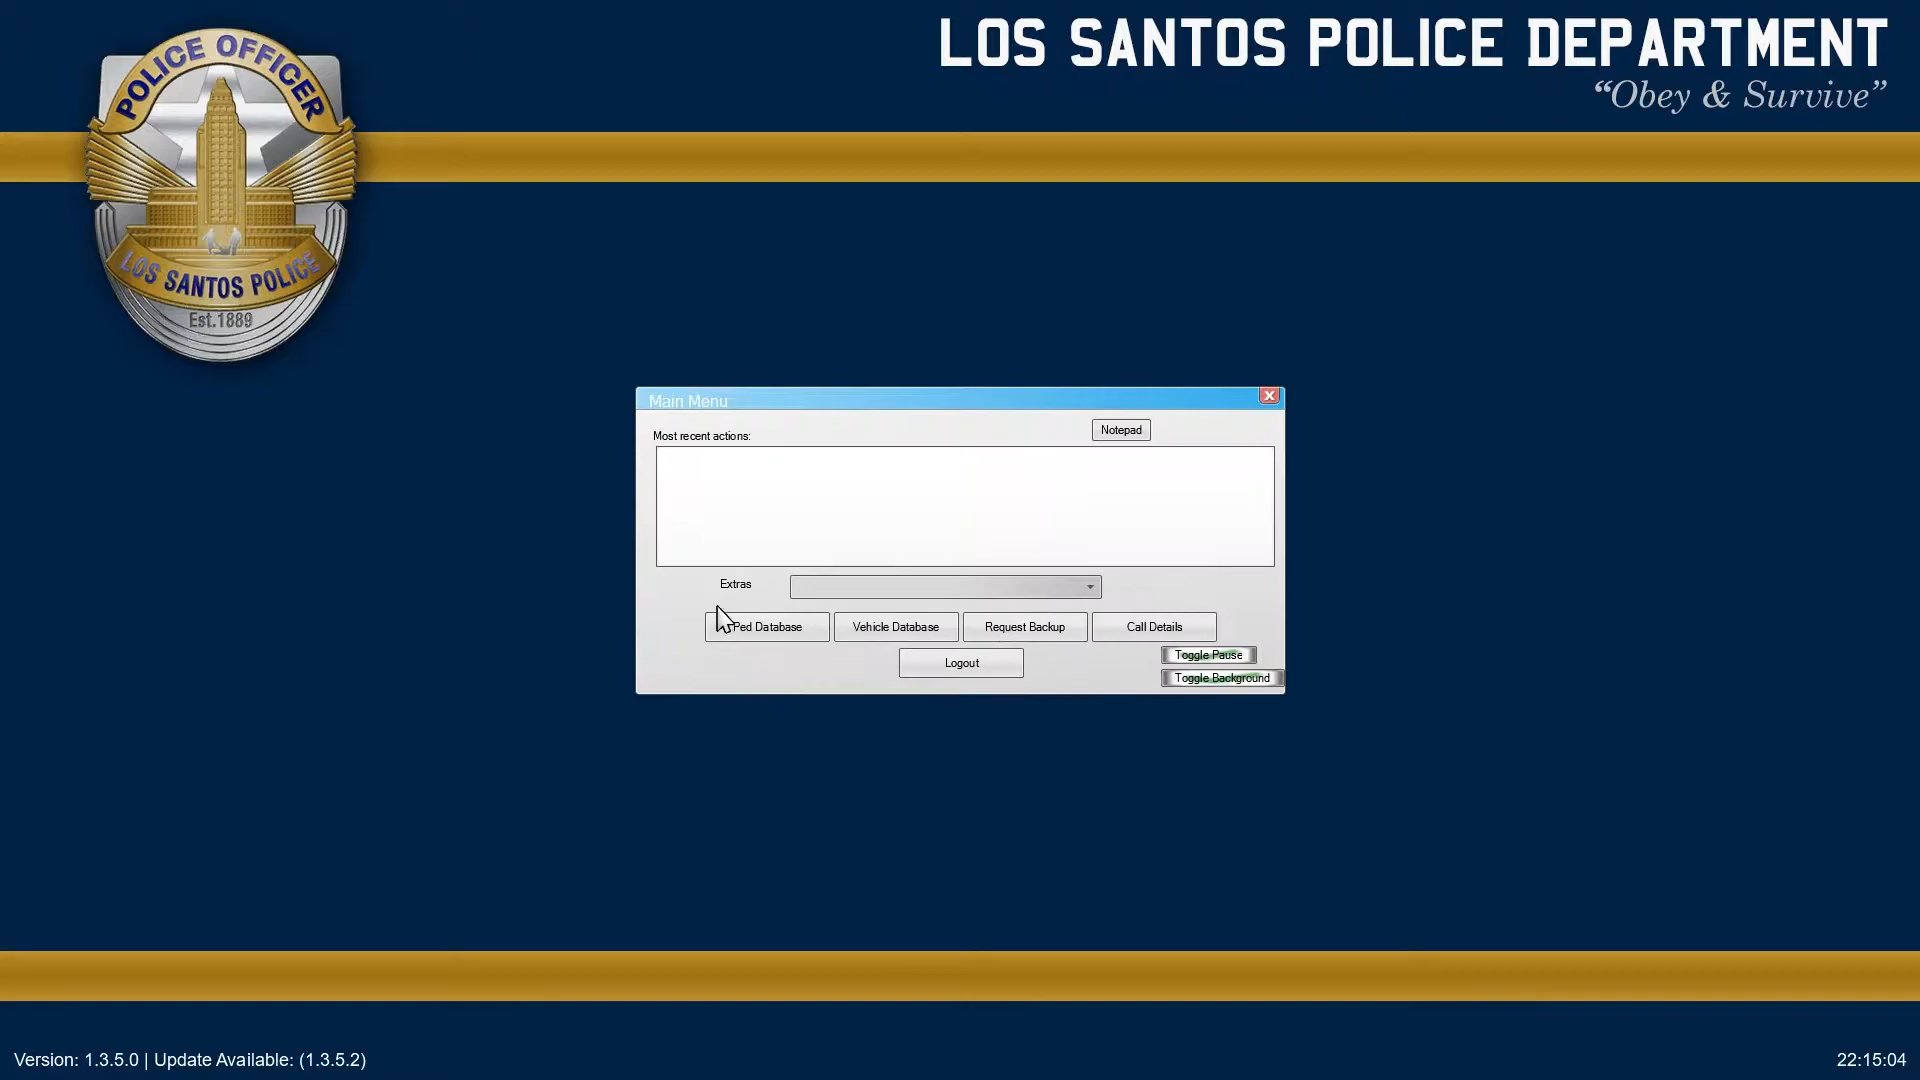 LOS SANTOS POLICE DEPARTMENT
“Obey & Survive”
POLICE OFFICER
LOS SANTOS POLICE
Est.1889
Main Menu
Notepad
Most recent actions:
Extras
Ped Database
Vehicle Database
Request Backup
Call Details
Logout
Toggle Pause
Toggle Background
Version: 1.3.5.0 | Update Available: (1.3.5.2)
22:15:04